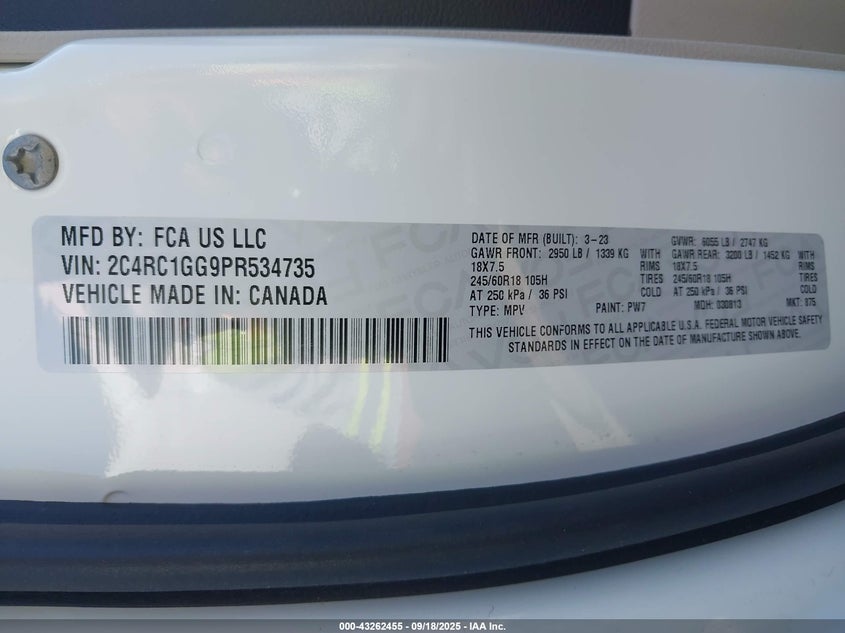 MFD BY: FCA US LLC
VIN: 2C4RC1GG9PR534735
VEHICLE MADE IN: CANADA
DATE OF MFR (BUILT): 3-23 GVWR: 6055 LB / 2747 KG
GAWR FRONT: 2950 LB / 1339 KG WITH GAWR REAR: 3200 LB / 1452 KG WITH
18X7.5 RIMS 18X7.5 RIMS
245/60R18 105H TIRES 245/60R18 105H TIRES
AT 250 kPa / 36 PSI COLD AT 250 kPa / 36 PSI COLD
TYPE: MPV PAINT: PW7 MDH: 030813 MKT: 875
THIS VEHICLE CONFORMS TO ALL APPLICABLE U.S.A. FEDERAL MOTOR VEHICLE SAFETY
STANDARDS IN EFFECT ON THE DATE OF MANUFACTURE SHOWN ABOVE.
000-43262455 - 09/18/2025 - IAA Inc.